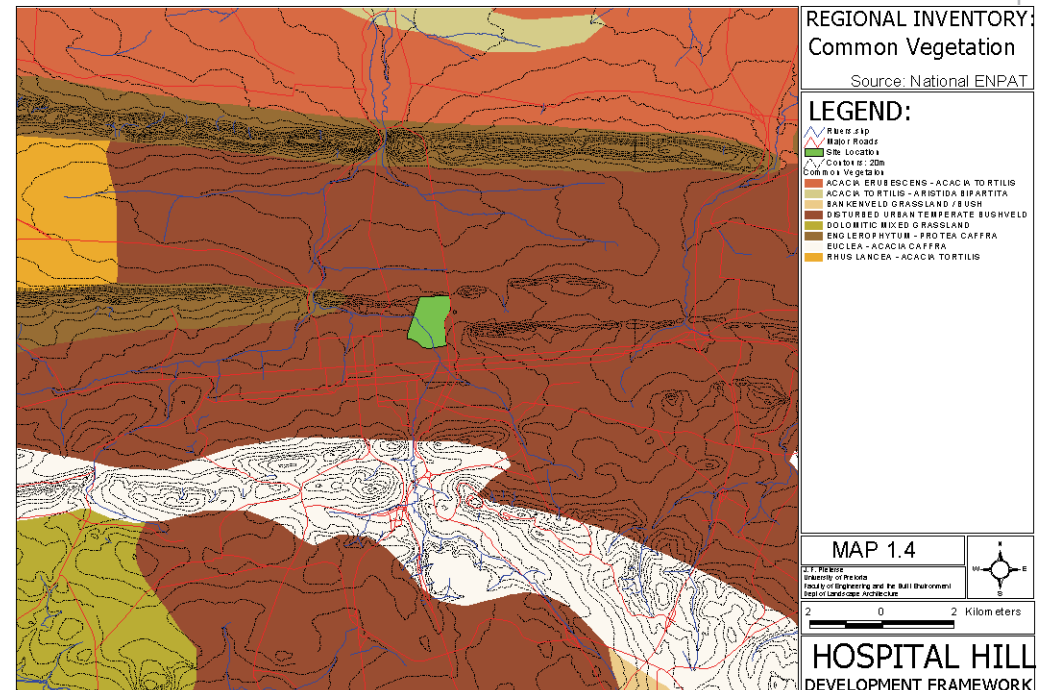 REGIONAL INVENTORY:
Common Vegetation
Source: National ENPAT
LEGEND:
Rivers.shp
Major Roads
Site Location
Contours: 20m
Common Vegetation
ACACIA ERUBESCENS - ACACIA TORTILIS
ACACIA TORTILIS - ARISTIDA BIPARTITA
BANKENVELD GRASSLAND / BUSH
DISTURBED URBAN TEMPERATE BUSHVELD
DOLOMITIC MIXED GRASSLAND
ENGLEROPHYTUM - PROTEA CAFFRA
EUCLEA - ACACIA CAFFRA
RHUS LANCEA - ACACIA TORTILIS
MAP 1.4
University of Pretoria
Faculty of Engineering and the Built Environment
Dept of Landscape Architecture
W
E
S
2 0 2 Kilometers
HOSPITAL HILL
DEVELOPMENT FRAMEWORK